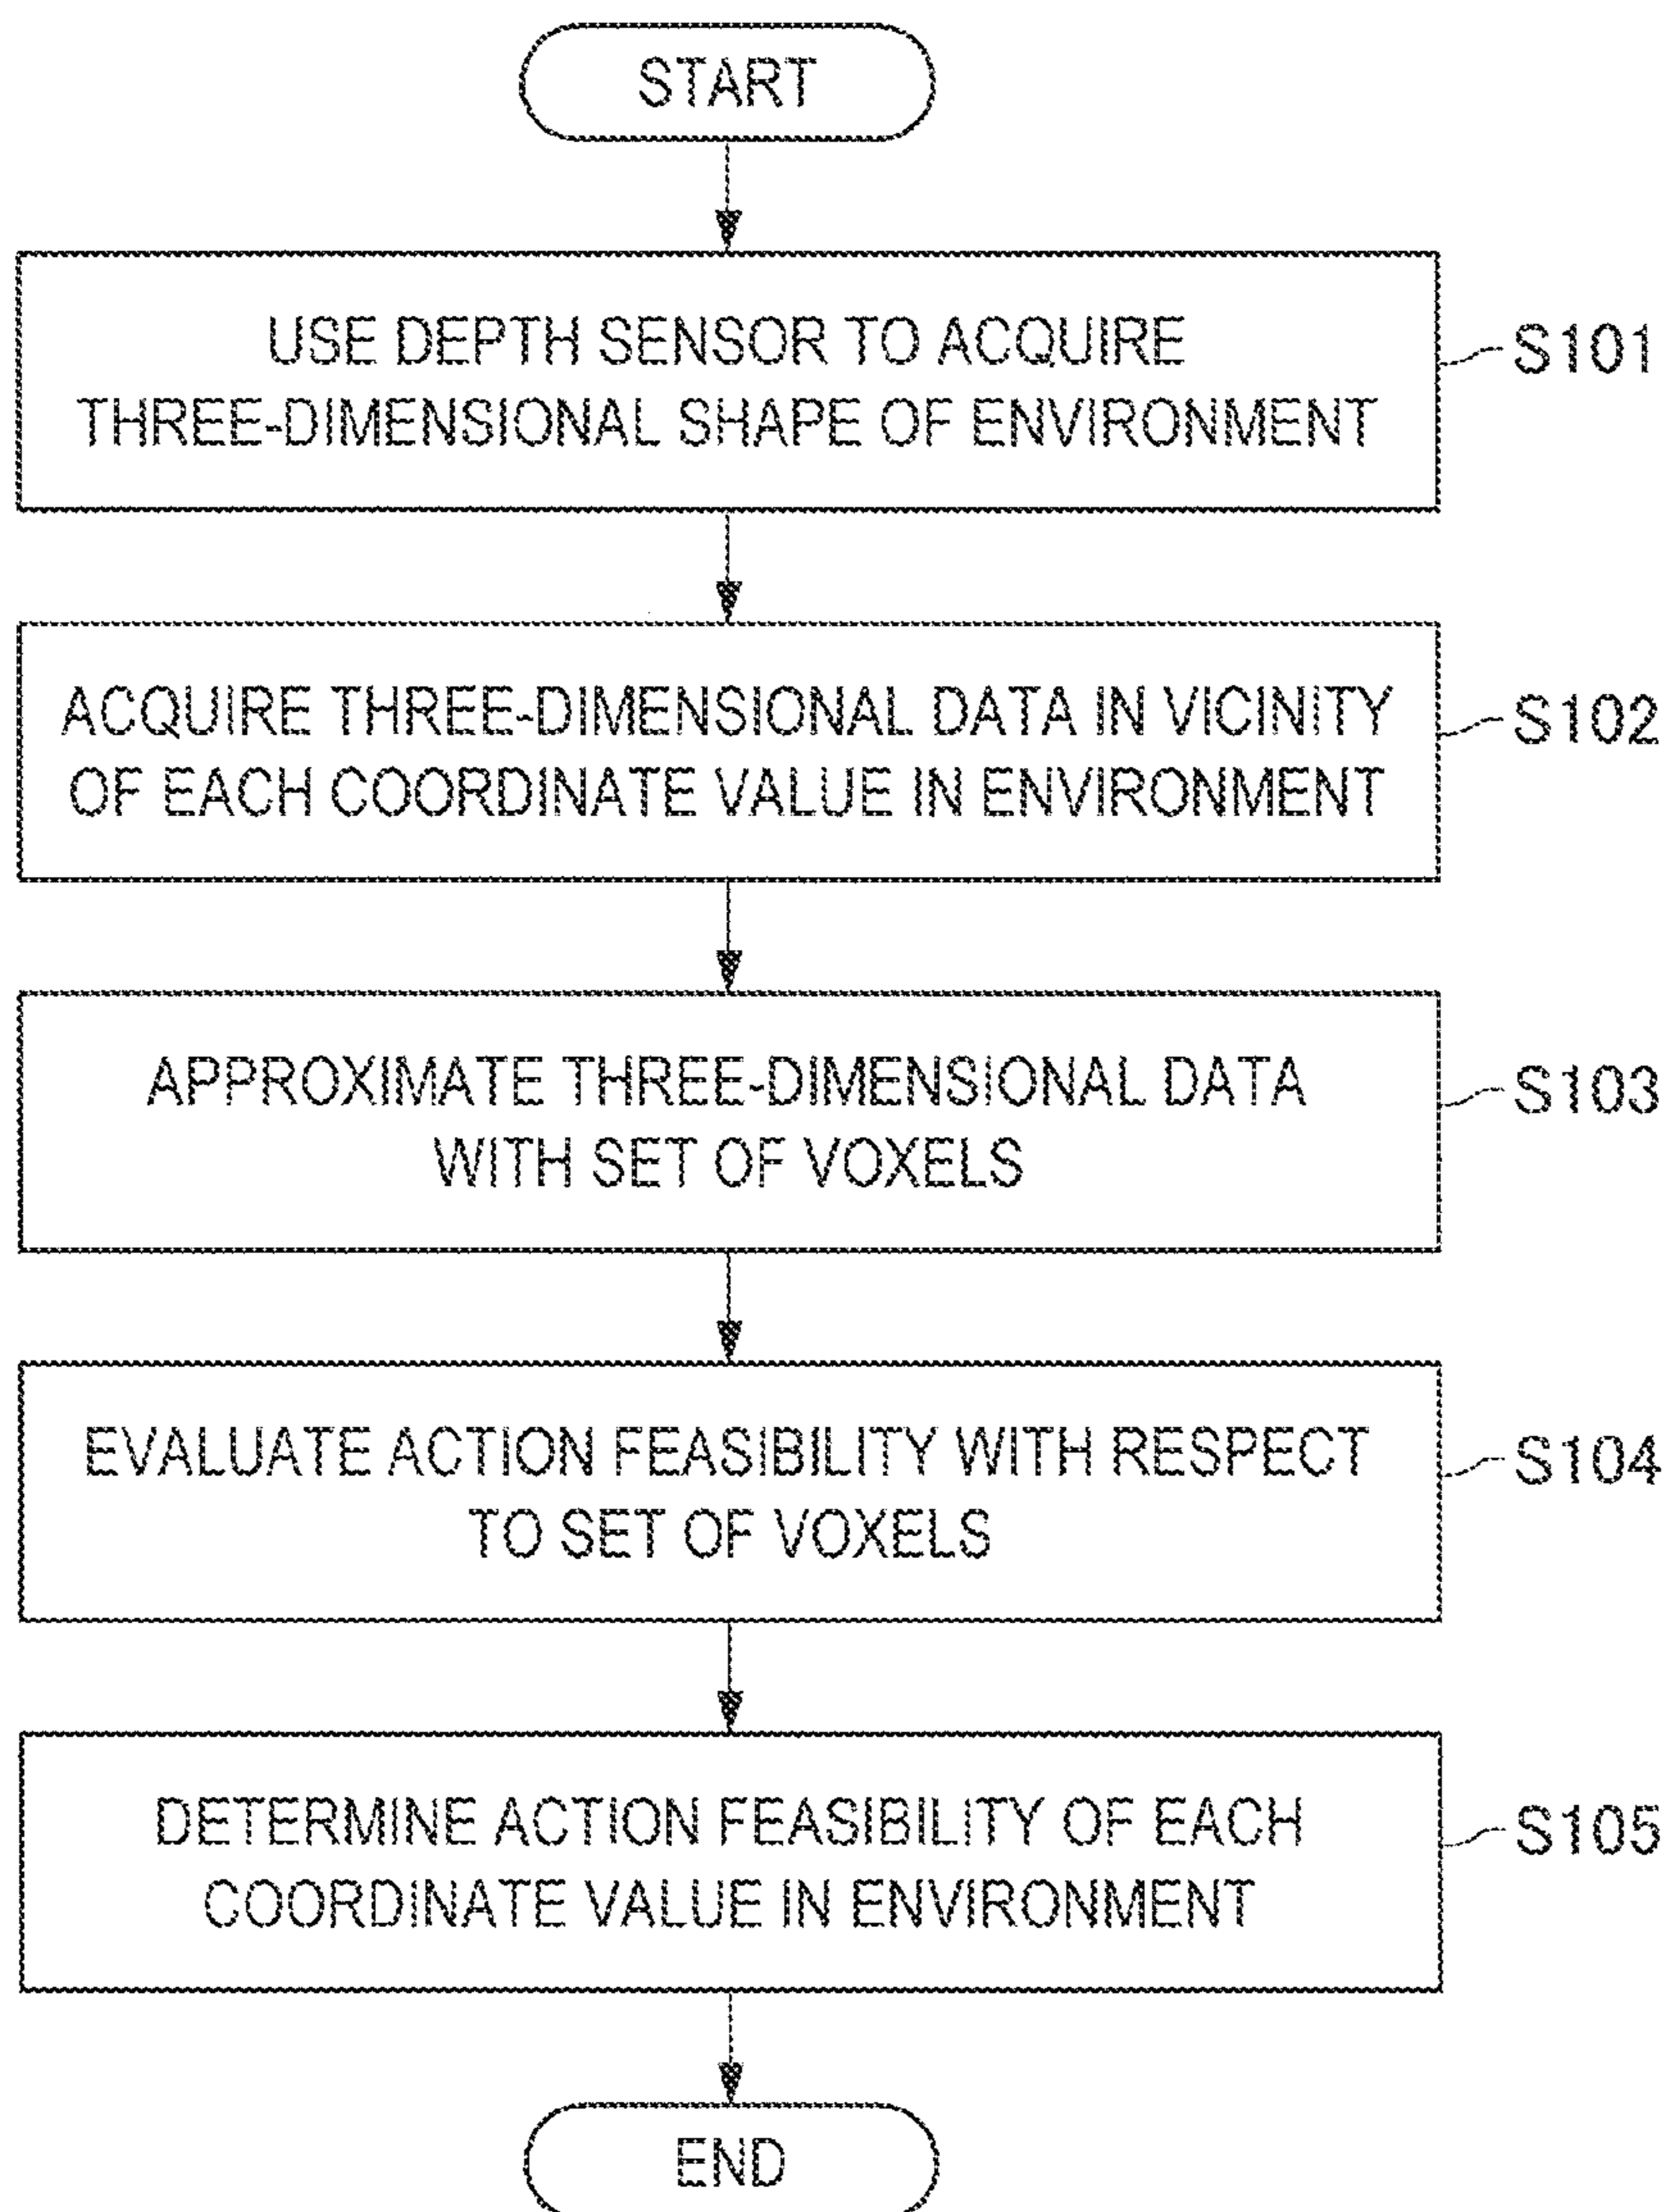 START
USE DEPTH SENSOR TO ACQUIRE
THREE-DIMENSIONAL SHAPE OF ENVIRONMENT
S101
ACQUIRE THREE-DIMENSIONAL DATA IN VICINITY
OF EACH COORDINATE VALUE IN ENVIRONMENT
S102
APPROXIMATE THREE-DIMENSIONAL DATA
WITH SET OF VOXELS
S103
EVALUATE ACTION FEASIBILITY WITH RESPECT
TO SET OF VOXELS
S104
DETERMINE ACTION FEASIBILITY OF EACH
COORDINATE VALUE IN ENVIRONMENT
S105
END